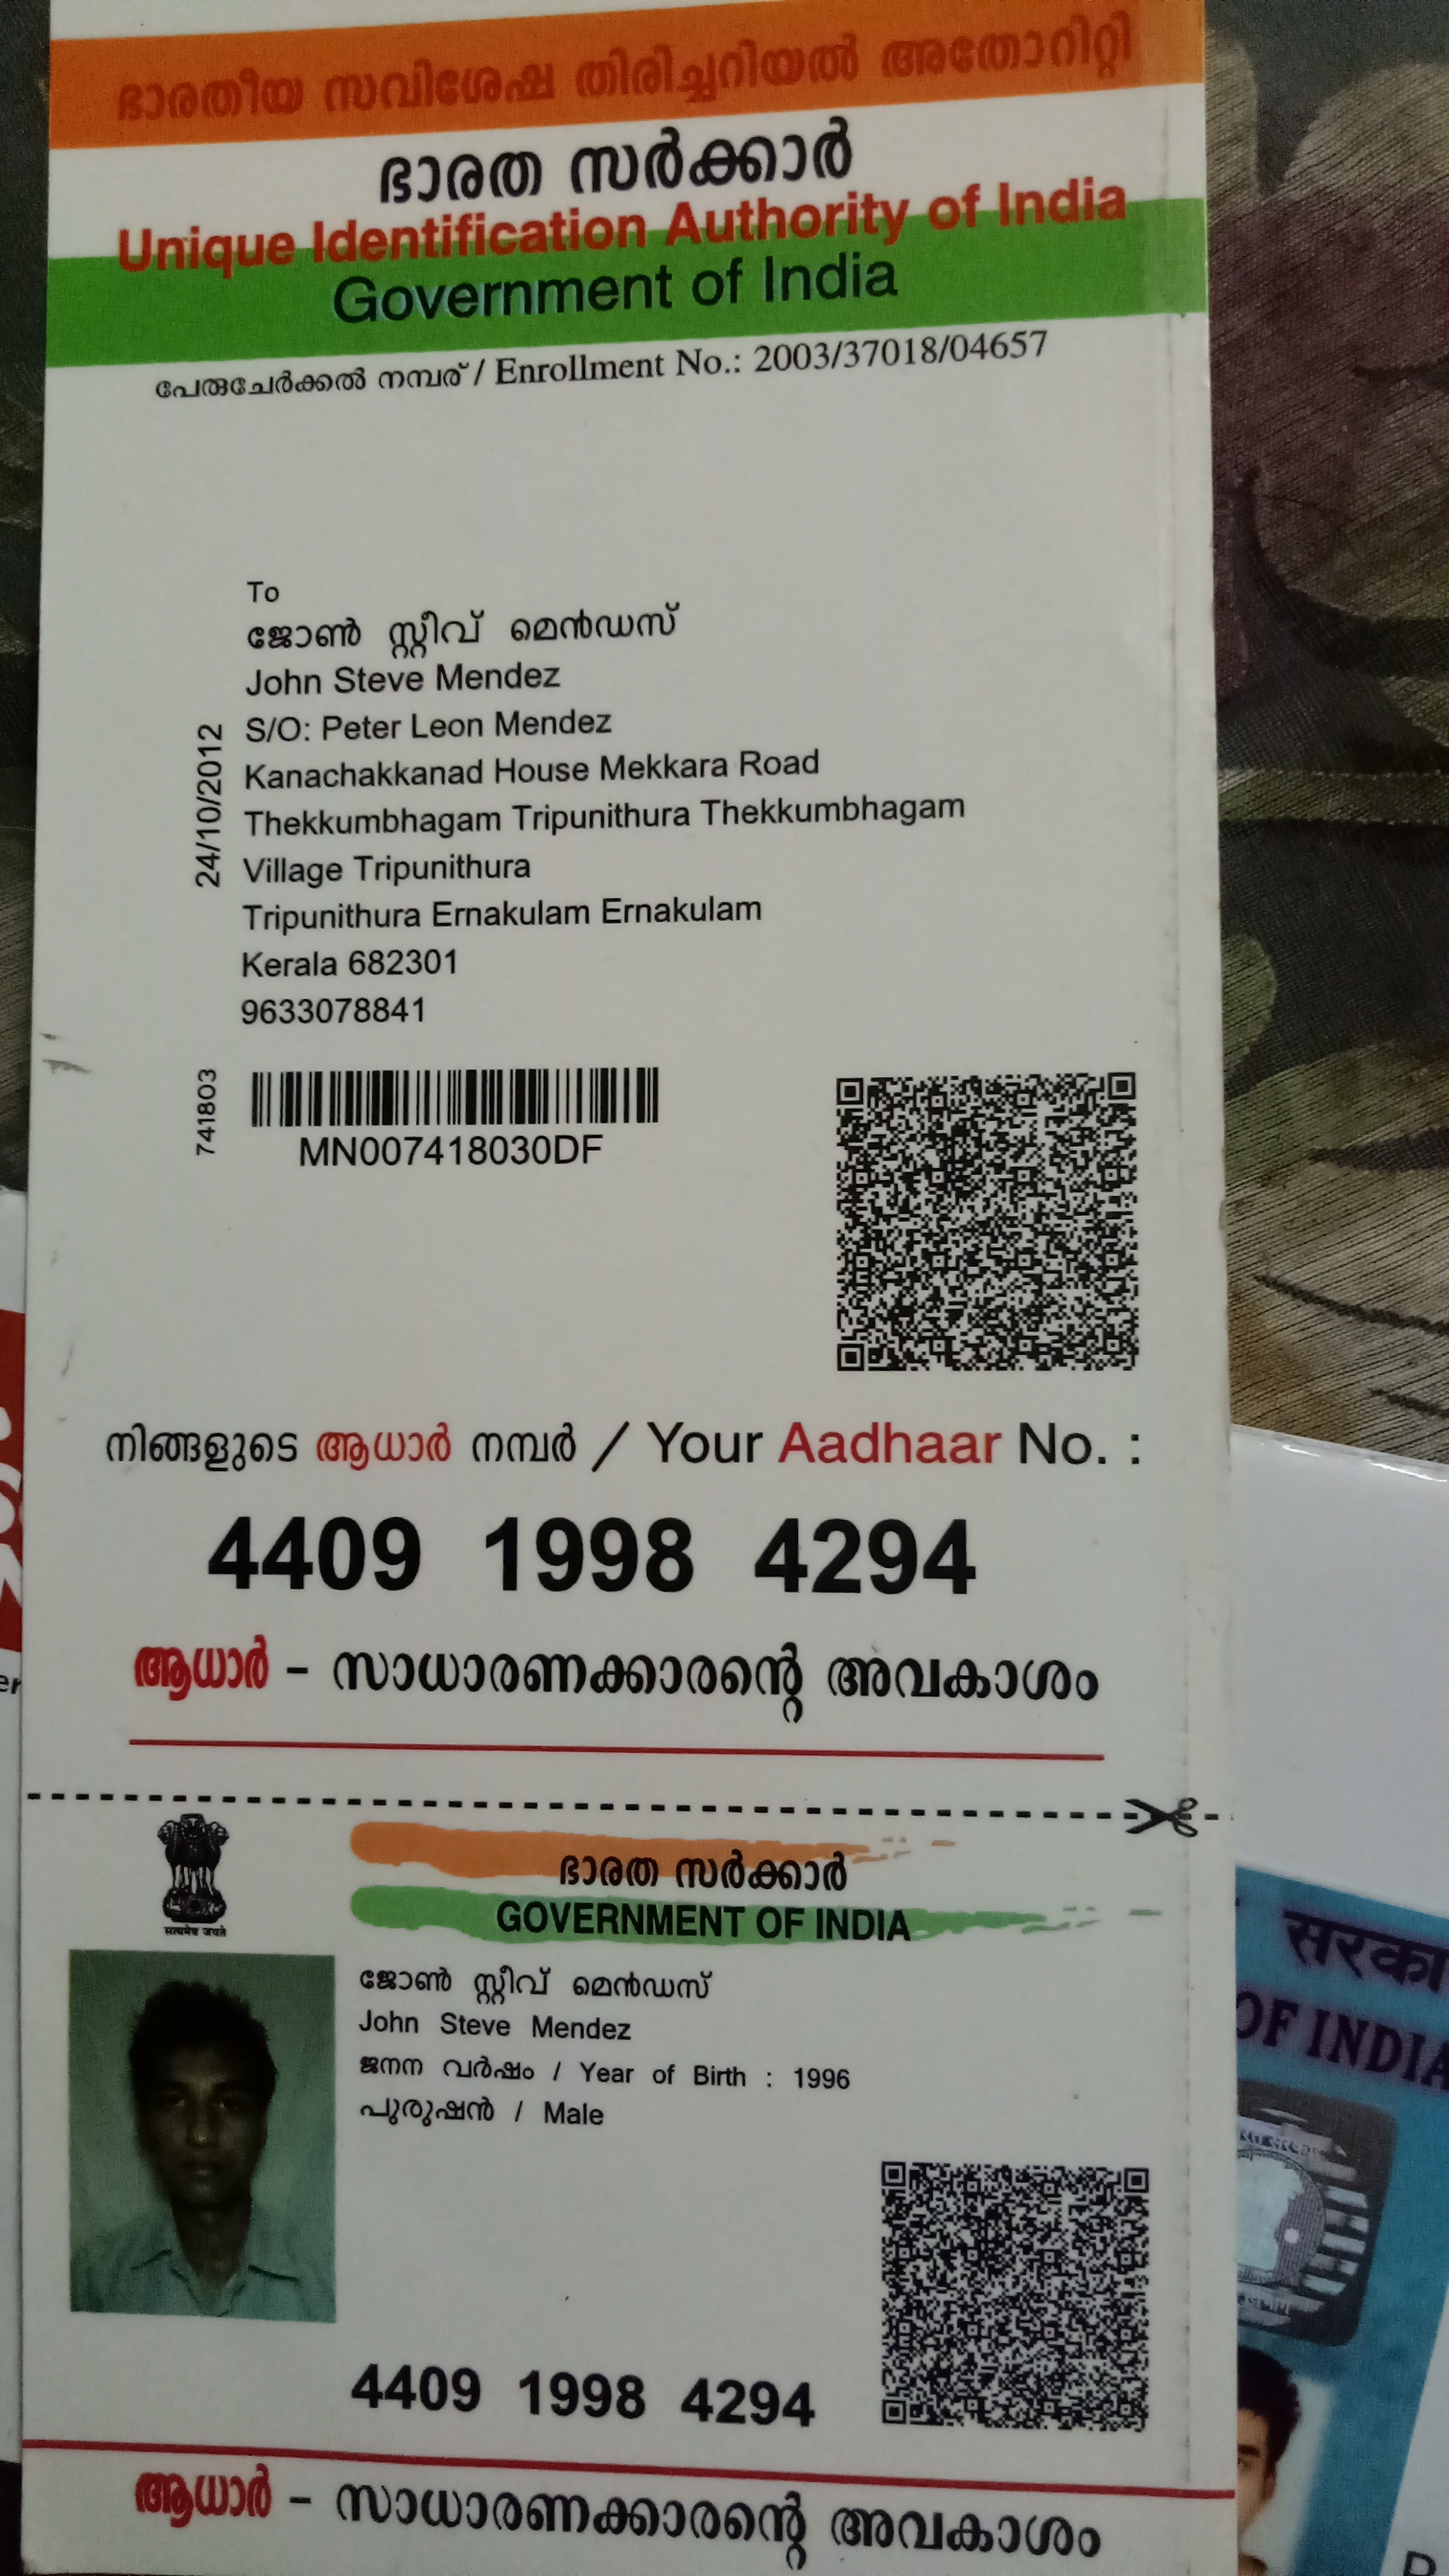 ഭാരതീയ സവിശേഷ തിരിച്ചറിയൽ അതോറിറ്റി
ഭാരത സർക്കാർ
Unique Identification Authority of India
Government of India
പേരുചേർക്കൽ നമ്പര് / Enrollment No.: 2003/37018/04657
To
ജോൺ സ്റ്റീവ് മെൻഡസ്
John Steve Mendez
S/O: Peter Leon Mendez
Kanachakkanad House Mekkara Road
Thekkumbhagam Tripunithura Thekkumbhagam
Village Tripunithura
Tripunithura Ernakulam Ernakulam
Kerala 682301
9633078841
24/10/2012
741803
MN007418030DF
നിങ്ങളുടെ ആധാർ നമ്പർ / Your Aadhaar No. :
4409 1998 4294
ആധാർ - സാധാരണക്കാരന്റെ അവകാശം
सत्यमेव जयते
ഭാരത സർക്കാർ
GOVERNMENT OF INDIA
ജോൺ സ്റ്റീവ് മെൻഡസ്
John Steve Mendez
ജനന വർഷം / Year of Birth : 1996
പുരുഷൻ / Male
4409 1998 4294
ആധാർ - സാധാരണക്കാരന്റെ അവകാശം
OF INDIA